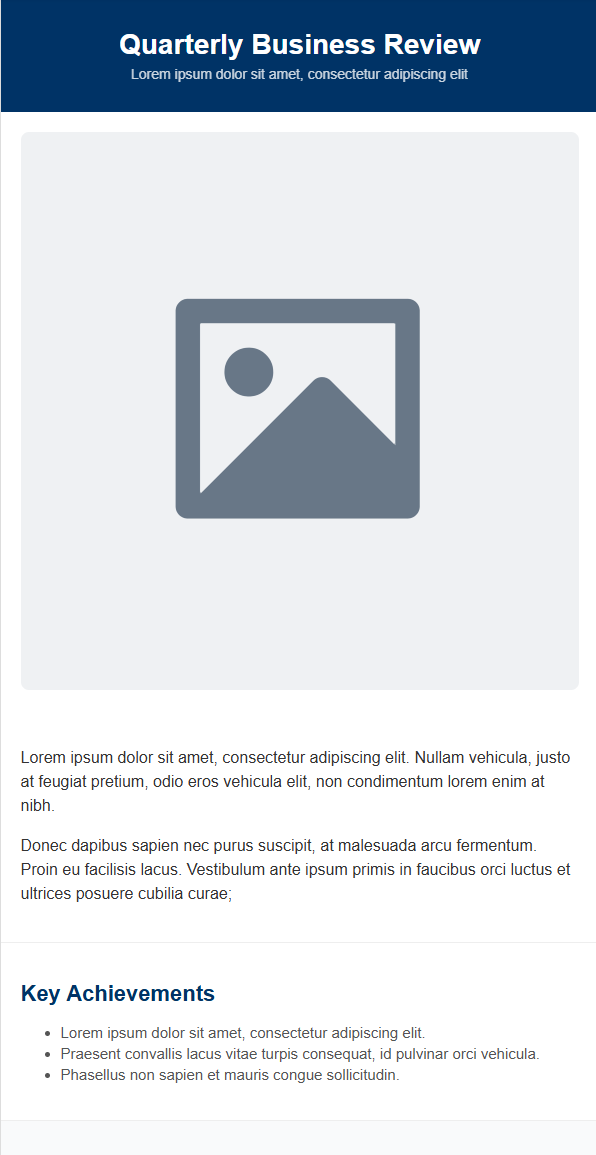 Quarterly Business Review
Lorem ipsum dolor sit amet, consectetur adipiscing elit
Lorem ipsum dolor sit amet, consectetur adipiscing elit. Nullam vehicula, justo
at feugiat pretium, odio eros vehicula elit, non condimentum lorem enim at
nibh.
Donec dapibus sapien nec purus suscipit, at malesuada arcu fermentum.
Proin eu facilisis lacus. Vestibulum ante ipsum primis in faucibus orci luctus et
ultrices posuere cubilia curae;
Key Achievements
• Lorem ipsum dolor sit amet, consectetur adipiscing elit.
• Praesent convallis lacus vitae turpis consequat, id pulvinar orci vehicula.
• Phasellus non sapien et mauris congue sollicitudin.